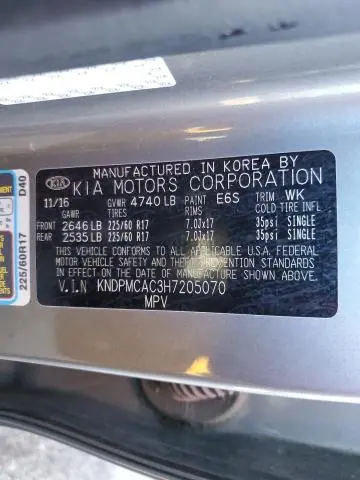 MANUFACTURED IN KOREA BY
KIA KIA MOTORS CORPORATION
11/16 GVWR 4740 LB PAINT E6S TRIM WK
GAWR TIRES RIMS COLD TIRE INFL
FRONT 2646 LB 225/60 R17 7.0JX17 35psi SINGLE
REAR 2535 LB 225/60 R17 7.0JX17 35psi SINGLE
THIS VEHICLE CONFORMS TO ALL APPLICABLE U.S.A. FEDERAL
MOTOR VEHICLE SAFETY AND THEFT PREVENTION STANDARDS
IN EFFECT ON THE DATE OF MANUFACTURE SHOWN ABOVE.
V.I.N KNDPMCAC3H7205070
MPV
225/60R17 D40